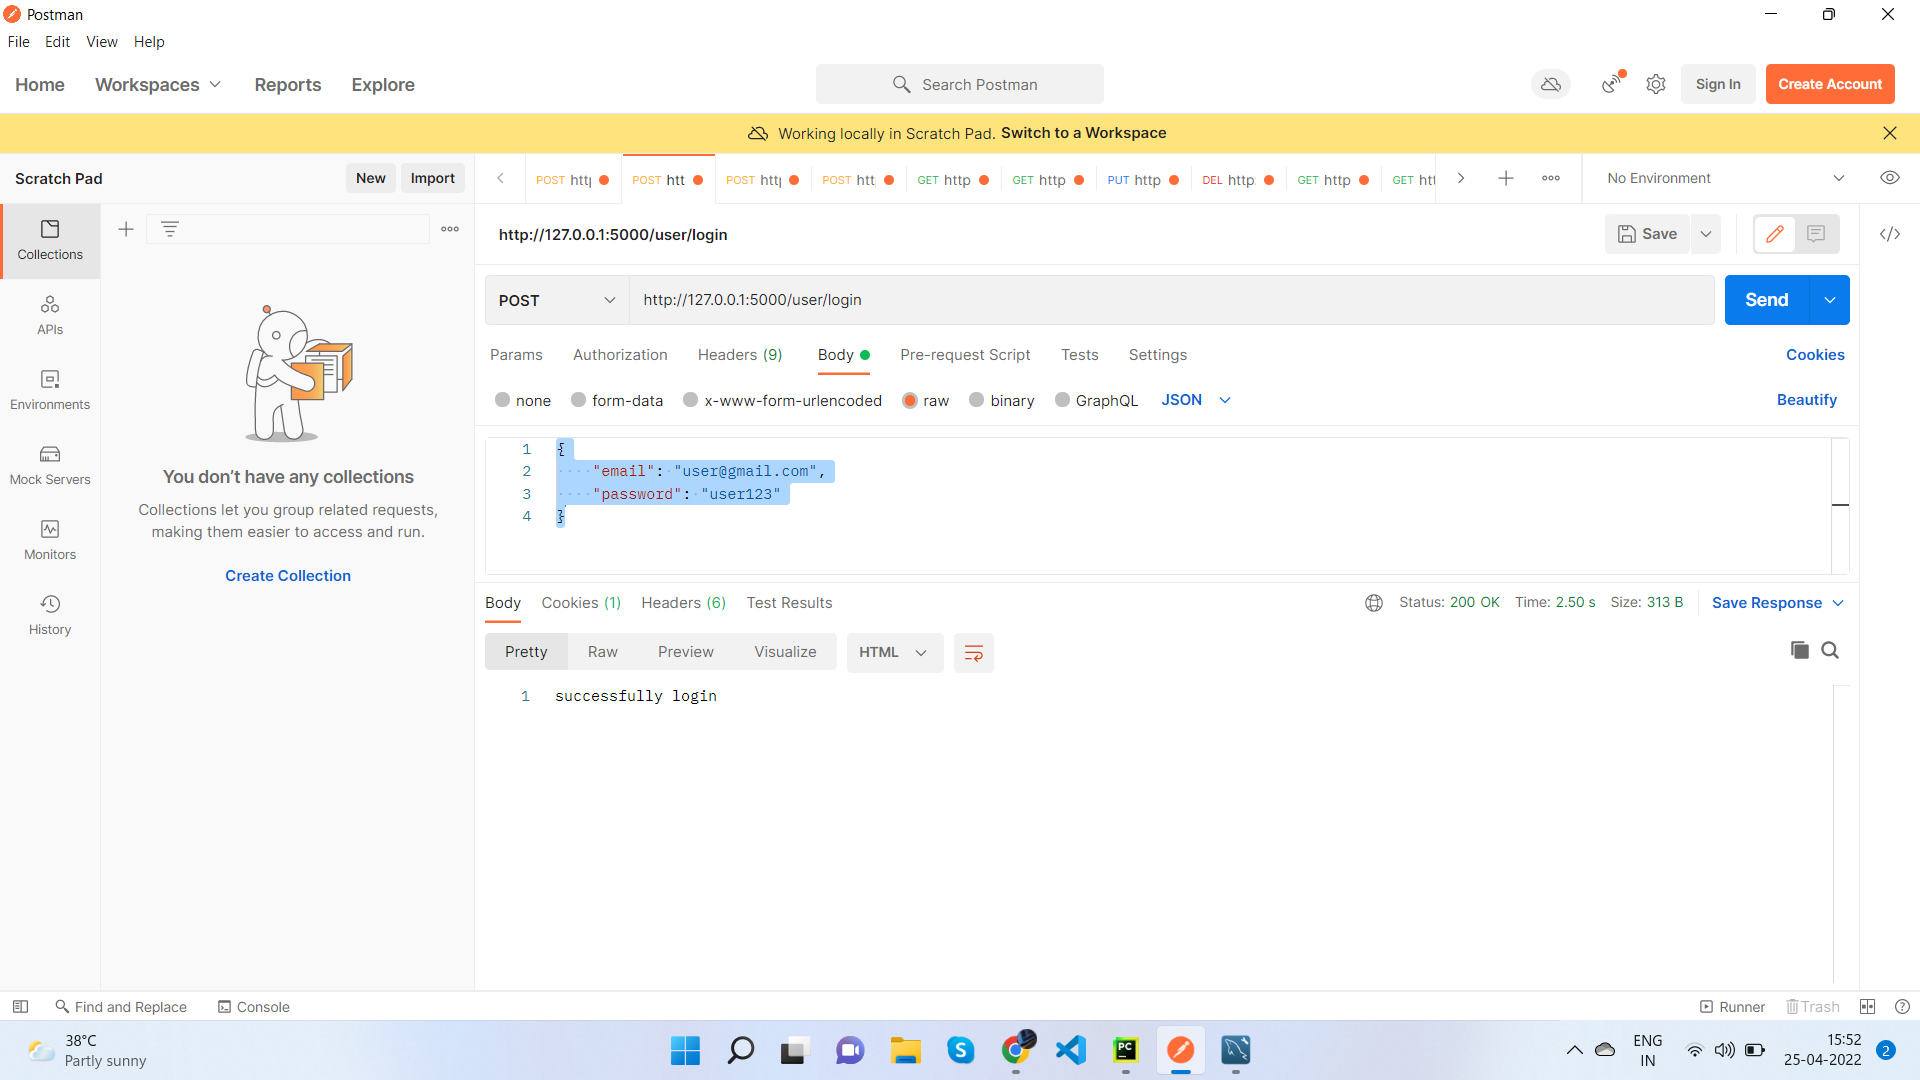 Postman
File Edit View Help
Home Workspaces Reports Explore Search Postman Sign In Create Account
Working locally in Scratch Pad. Switch to a Workspace
Scratch Pad New Import
POST http POST htt POST http POST htt GET http GET http PUT http DEL http GET http GET htt
No Environment
Collections
APIs
Environments
Mock Servers
Monitors
History
You don’t have any collections
Collections let you group related requests,
making them easier to access and run.
Create Collection
http://127.0.0.1:5000/user/login
Save
POST http://127.0.0.1:5000/user/login Send
Params Authorization Headers (9) Body Pre-request Script Tests Settings Cookies
none form-data x-www-form-urlencoded raw binary GraphQL JSON Beautify
1 {
2 "email": "user@gmail.com",
3 "password": "user123"
4 }
Body Cookies (1) Headers (6) Test Results Status: 200 OK Time: 2.50 s Size: 313 B Save Response
Pretty Raw Preview Visualize HTML
1 successfully login
Find and Replace Console Runner Trash
38°C
Partly sunny
PC
ENG
IN
15:52
25-04-2022
2